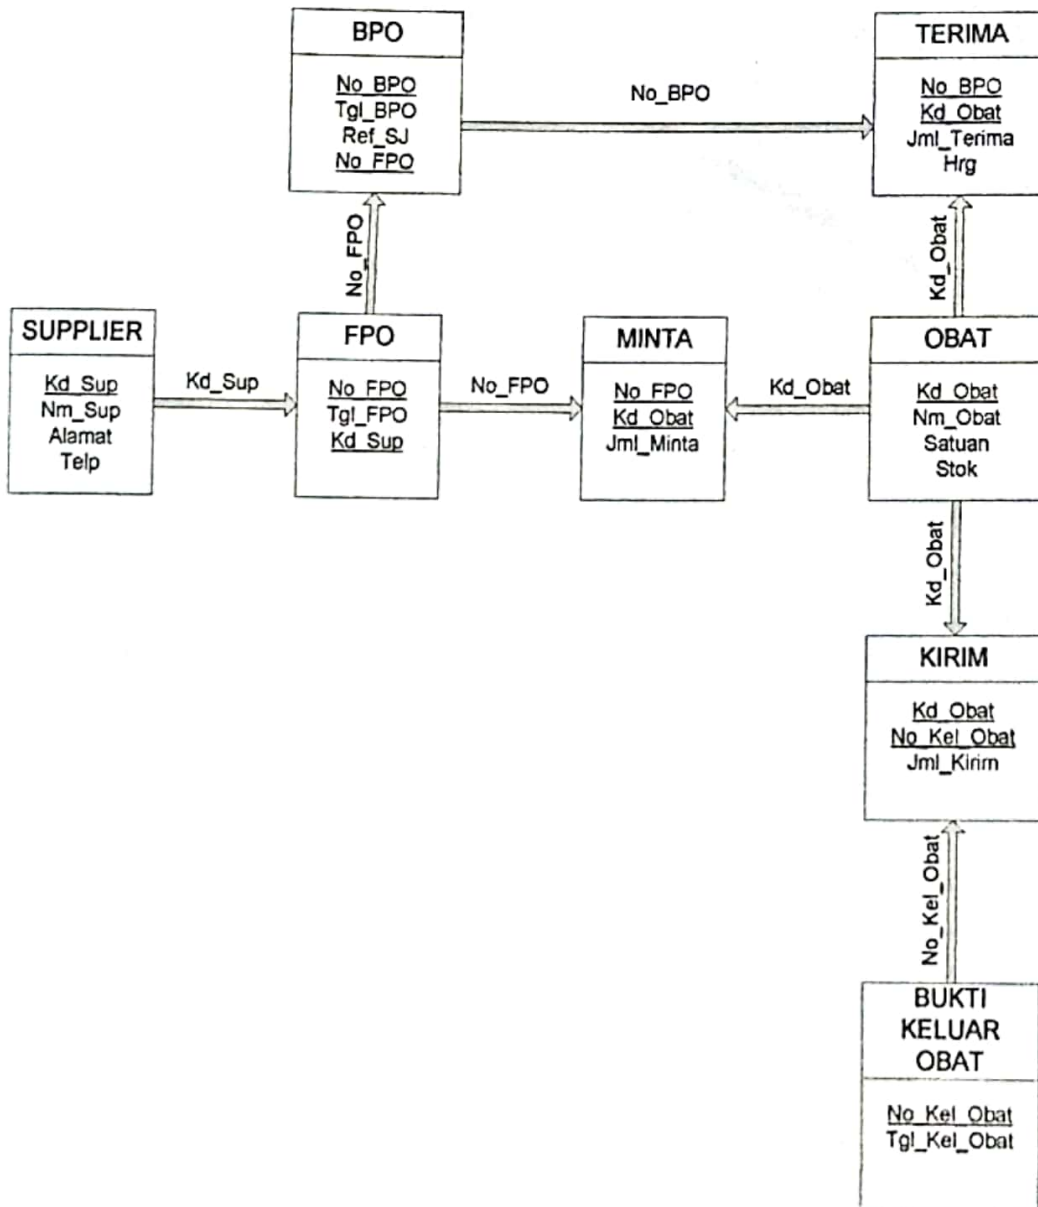 BPO
No_BPO
Tgl_BPO
Ref_SJ
No_FPO
No_BPO
TERIMA
No_BPO
Kd_Obat
Jml_Terima
Hrg
No_FPO
Kd_Obat
SUPPLIER
Kd_Sup
Nm_Sup
Alamat
Telp
Kd_Sup
FPO
No_FPO
Tgl_FPO
Kd_Sup
No_FPO
MINTA
No_FPO
Kd_Obat
Jml_Minta
Kd_Obat
OBAT
Kd_Obat
Nm_Obat
Satuan
Stok
Kd_Obat
KIRIM
Kd_Obat
No_Kel_Obat
Jml_Kirim
No_Kel_Obat
BUKTI
KELUAR
OBAT
No_Kel_Obat
Tgl_Kel_Obat